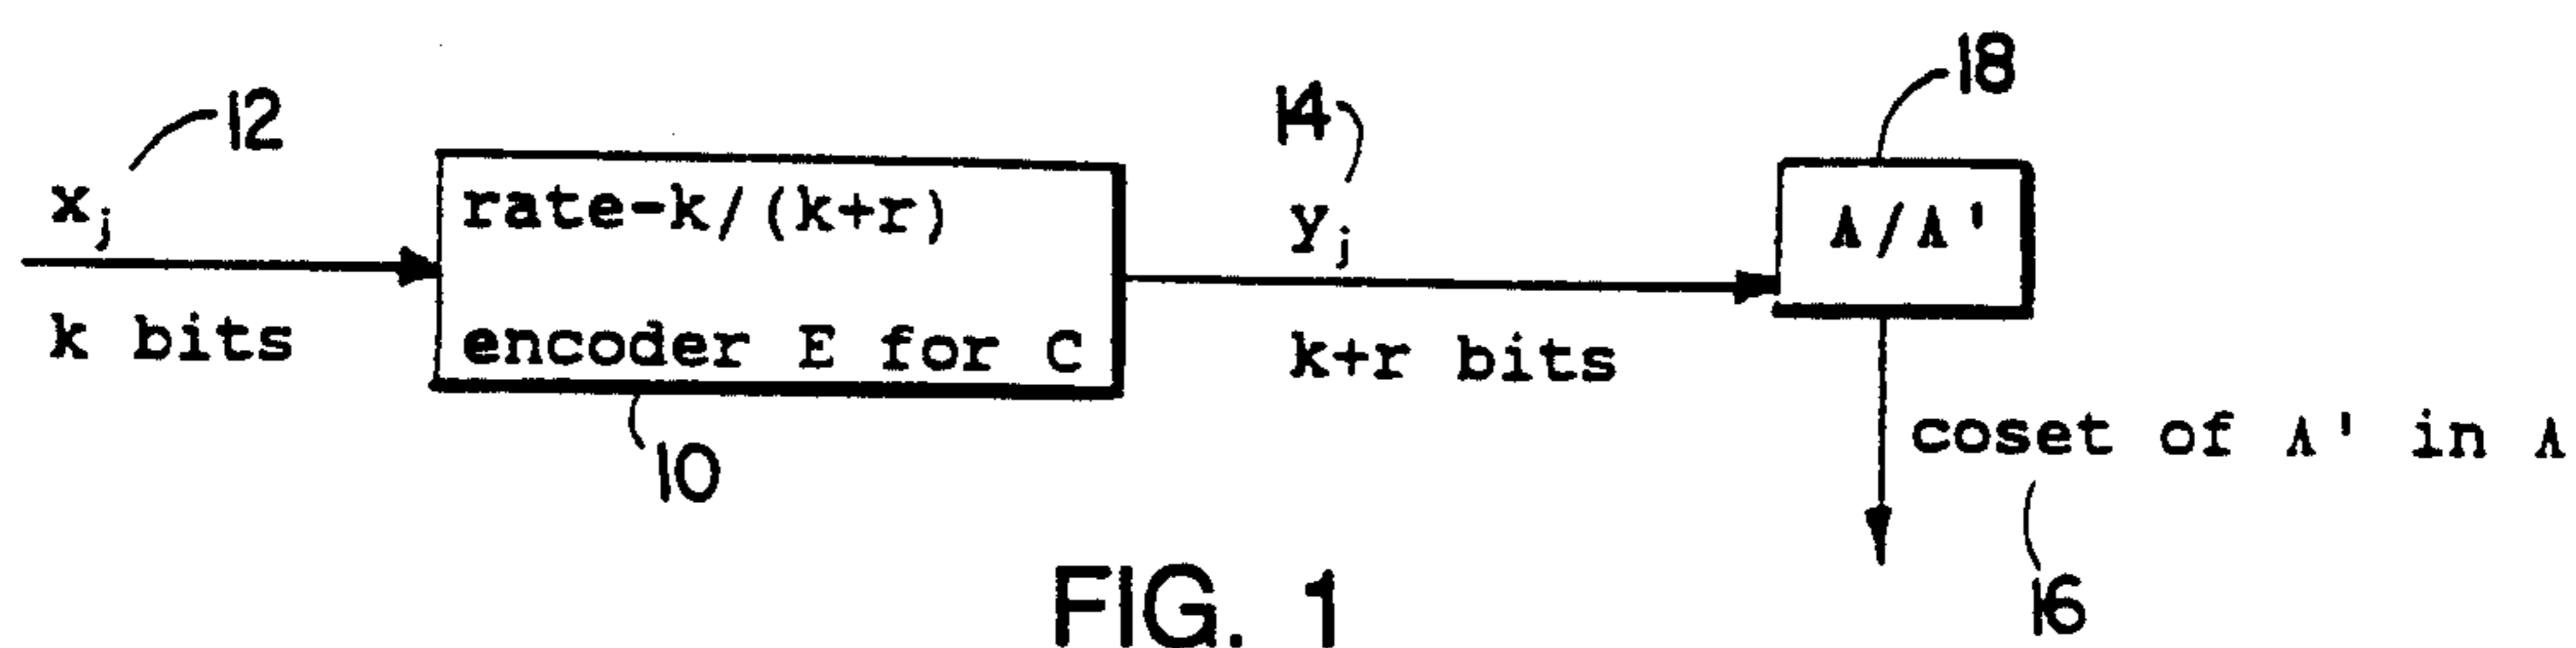 12
x_j
k bits
rate-k/(k+r)
encoder E for C
10
14
y_j
k+r bits
18
Λ/Λ'
coset of Λ' in Λ
16
FIG. 1